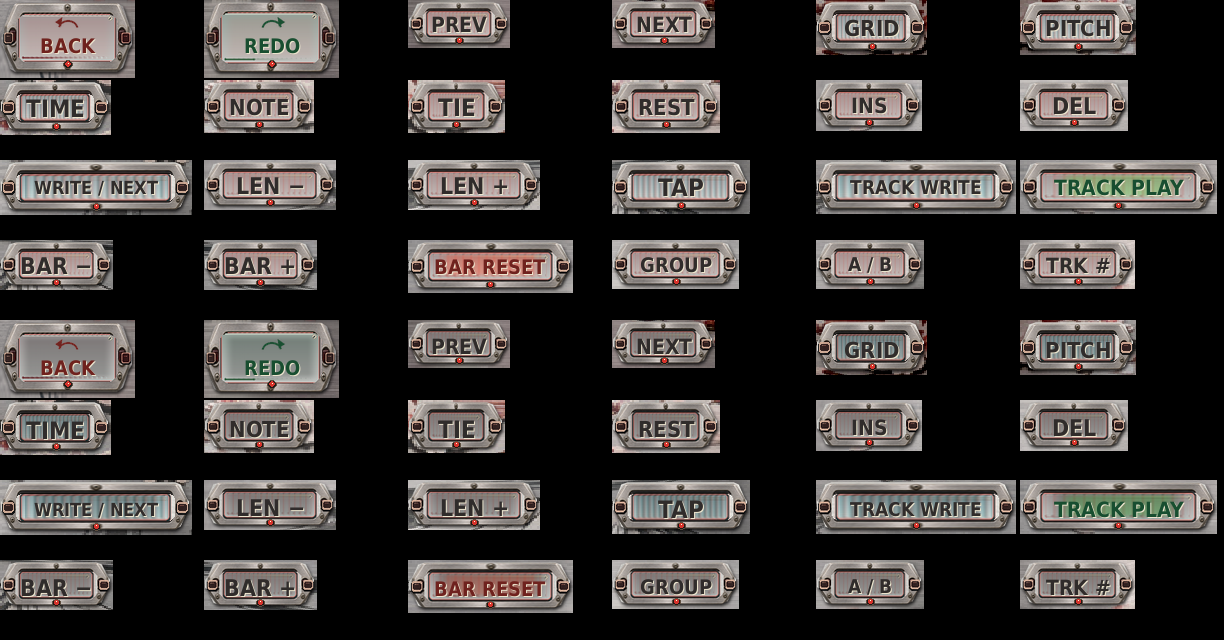 BACK REDO PREV NEXT GRID PITCH
TIME NOTE TIE REST INS DEL
WRITE / NEXT LEN − LEN + TAP TRACK WRITE TRACK PLAY
BAR − BAR + BAR RESET GROUP A / B TRK #
BACK REDO PREV NEXT GRID PITCH
TIME NOTE TIE REST INS DEL
WRITE / NEXT LEN − LEN + TAP TRACK WRITE TRACK PLAY
BAR − BAR + BAR RESET GROUP A / B TRK #